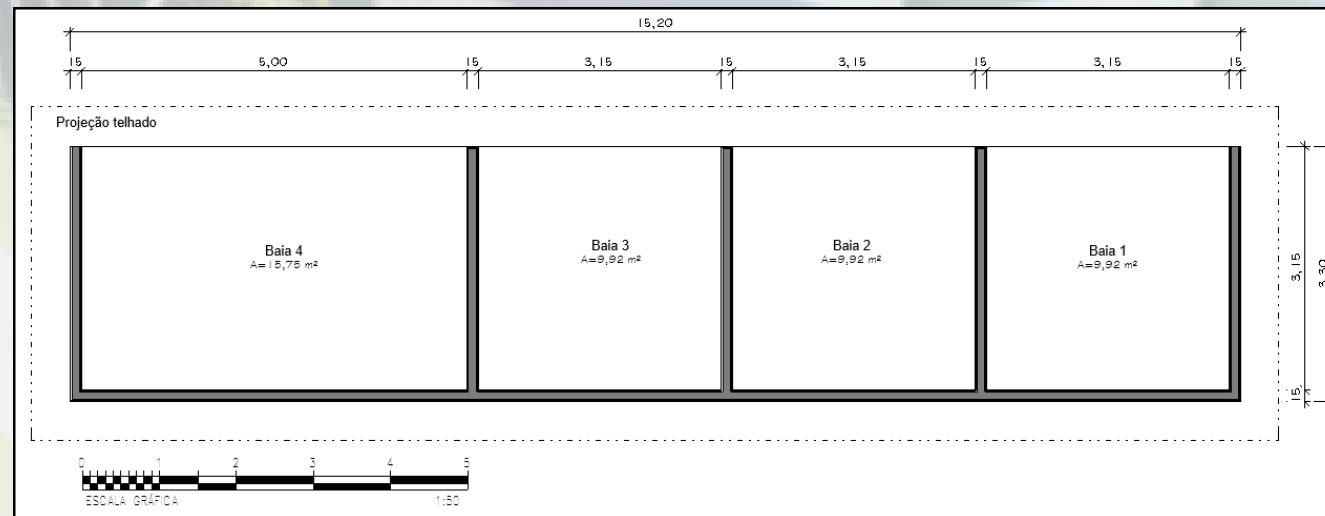 15,20
15 5,00 15 3,15 15 3,15 15 3,15 15
Projeção telhado
Baia 4
A=15,75 m²
Baia 3
A=9,92 m²
Baia 2
A=9,92 m²
Baia 1
A=9,92 m²
3,15
3,30
15
0 1 2 3 4 5
ESCALA GRÁFICA 1:50